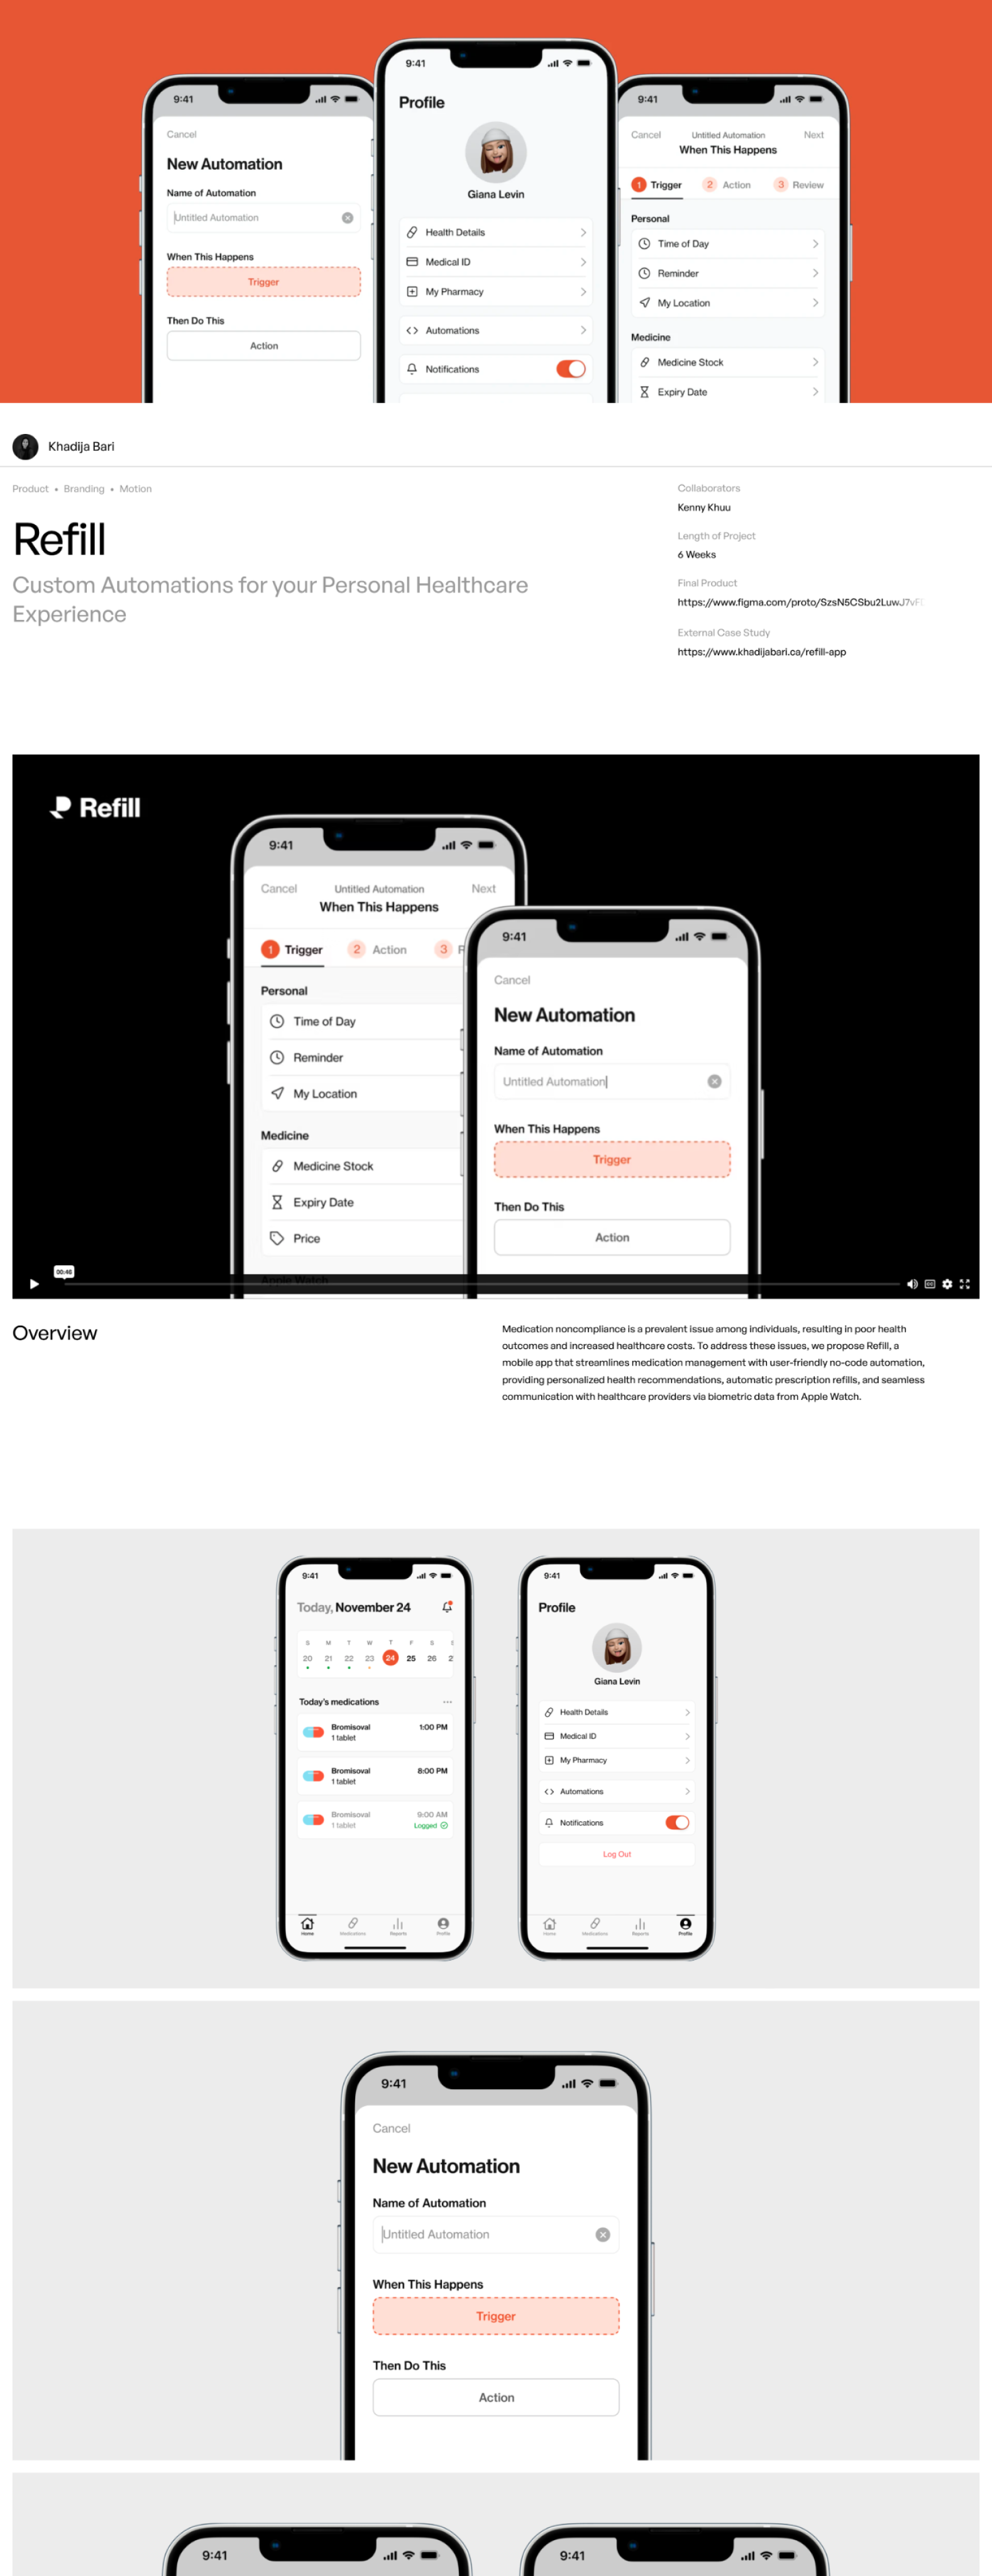 9:41
Cancel
New Automation
Name of Automation
Untitled Automation
When This Happens
Trigger
Then Do This
Action
9:41
Profile
Giana Levin
Health Details
Medical ID
My Pharmacy
Automations
Notifications
9:41
Cancel Untitled Automation Next
When This Happens
1 Trigger 2 Action 3 Review
Personal
Time of Day
Reminder
My Location
Medicine
Medicine Stock
Expiry Date
Khadija Bari
Product • Branding • Motion
Refill
Custom Automations for your Personal Healthcare
Experience
Collaborators
Kenny Khuu
Length of Project
6 Weeks
Final Product
https://www.figma.com/proto/SzsN5CSbu2LuwJ7vF
External Case Study
https://www.khadijabari.ca/refill-app
Refill
9:41
Cancel Untitled Automation Next
When This Happens
1 Trigger 2 Action 3
Personal
Time of Day
Reminder
My Location
Medicine
Medicine Stock
Expiry Date
Price
Apple Watch
9:41
Cancel
New Automation
Name of Automation
Untitled Automation
When This Happens
Trigger
Then Do This
Action
00:46
Overview
Medication noncompliance is a prevalent issue among individuals, resulting in poor health
outcomes and increased healthcare costs. To address these issues, we propose Refill, a
mobile app that streamlines medication management with user-friendly no-code automation,
providing personalized health recommendations, automatic prescription refills, and seamless
communication with healthcare providers via biometric data from Apple Watch.
9:41
Today, November 24
S M T W T F S S
20 21 22 23 24 25 26 2
Today's medications
Bromisoval 1:00 PM
1 tablet
Bromisoval 8:00 PM
1 tablet
Bromisoval 9:00 AM
1 tablet Logged
Home Medications Reports Profile
9:41
Profile
Giana Levin
Health Details
Medical ID
My Pharmacy
Automations
Notifications
Log Out
Home Medications Reports Profile
9:41
Cancel
New Automation
Name of Automation
Untitled Automation
When This Happens
Trigger
Then Do This
Action
9:41
9:41